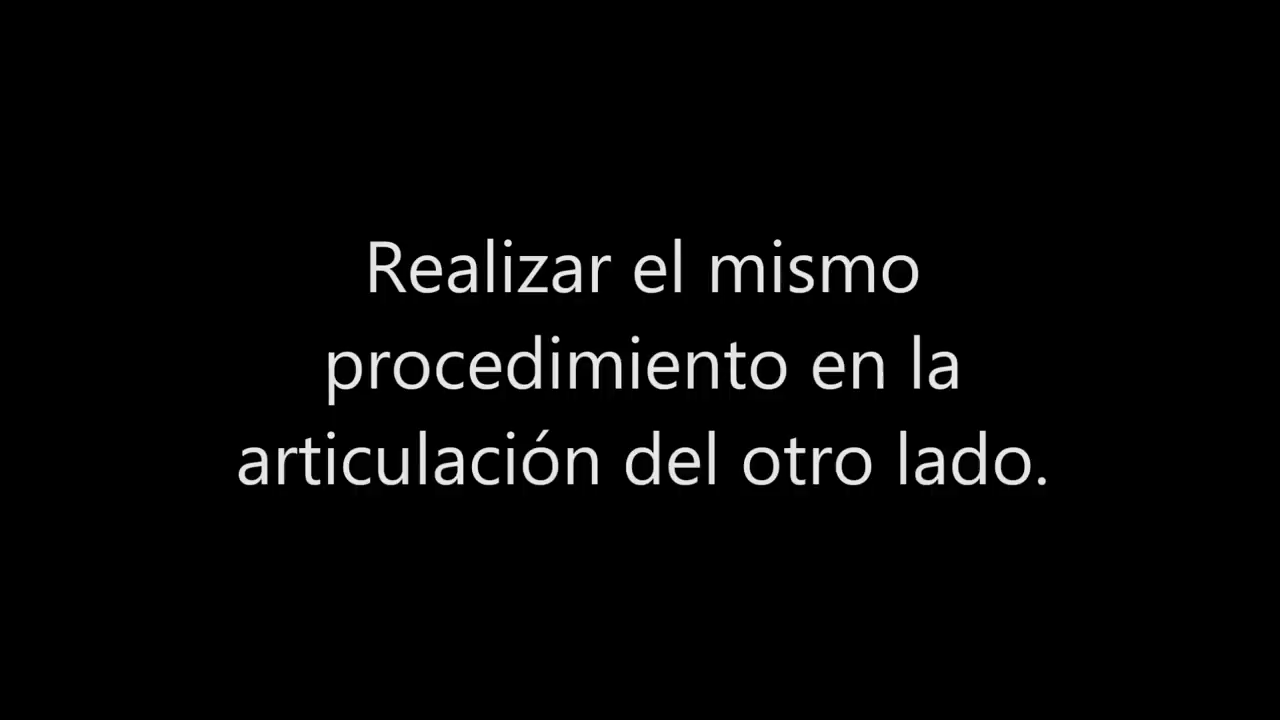 Realizar el mismo
procedimiento en la
articulación del otro lado.